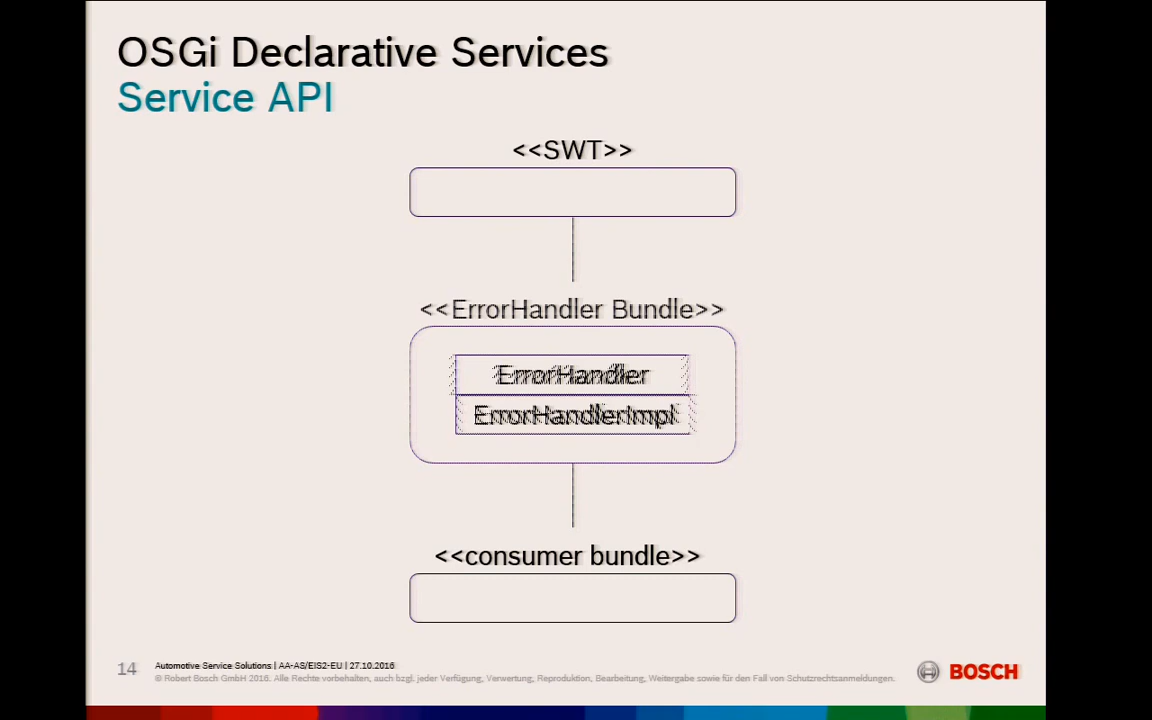 OSGi Declarative Services
Service API
<<SWT>>
<<ErrorHandler Bundle>>
ErrorHandler
ErrorHandlerImpl
<<consumer bundle>>
14
Automotive Service Solutions | AA-AS/EIS2-EU | 27.10.2016
© Robert Bosch GmbH 2016. Alle Rechte vorbehalten, auch bzgl. jeder Verfügung, Verwertung, Reproduktion, Bearbeitung, Weitergabe sowie für den Fall von Schutzrechtsanmeldungen.
BOSCH